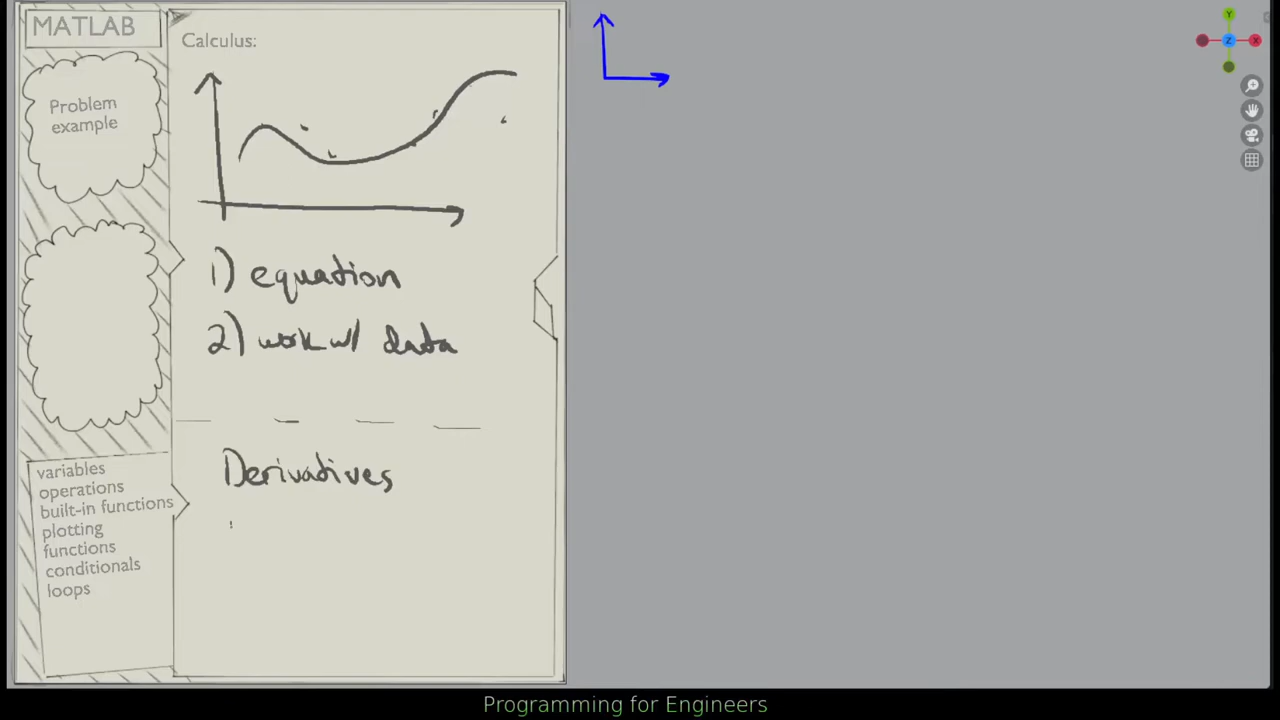 MATLAB
Problem
example
variables
operations
built-in functions
plotting
functions
conditionals
loops
Calculus:
1) equation
2) work w/ data
Derivatives
Y
Z
X
Programming for Engineers